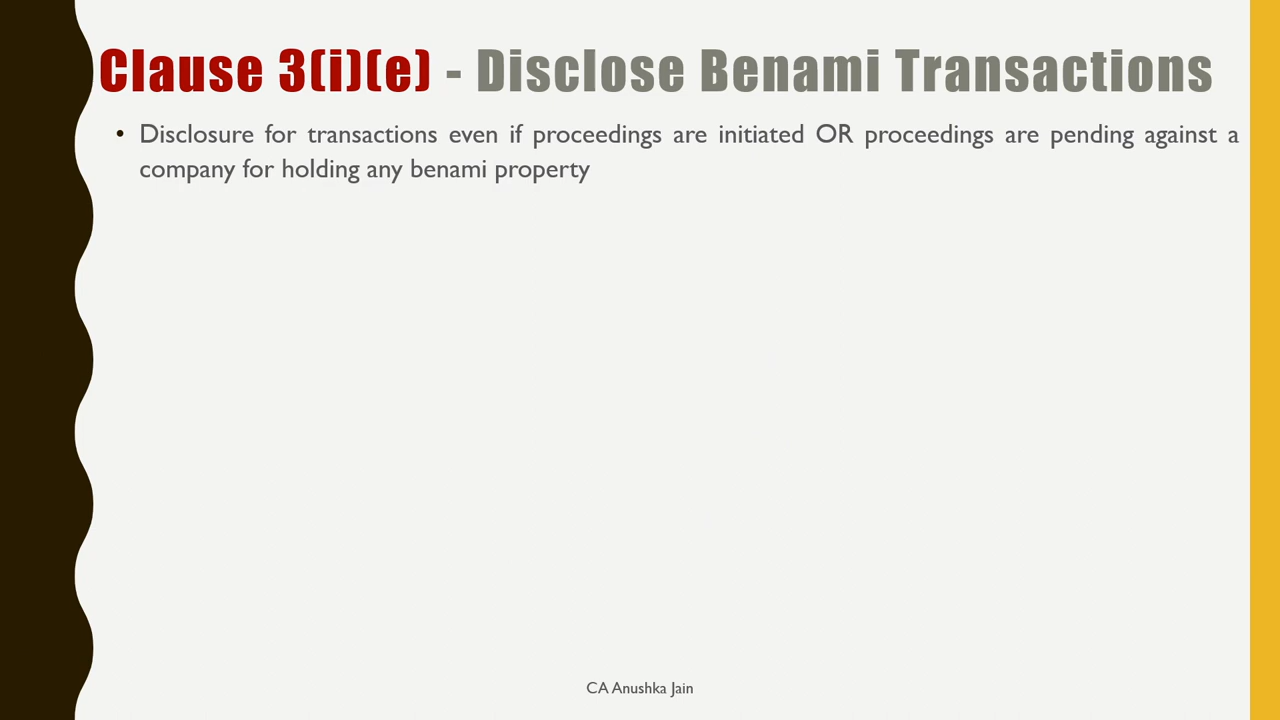 Clause 3(i)(e) - Disclose Benami Transactions
• Disclosure for transactions even if proceedings are initiated OR proceedings are pending against a
company for holding any benami property
CA Anushka Jain